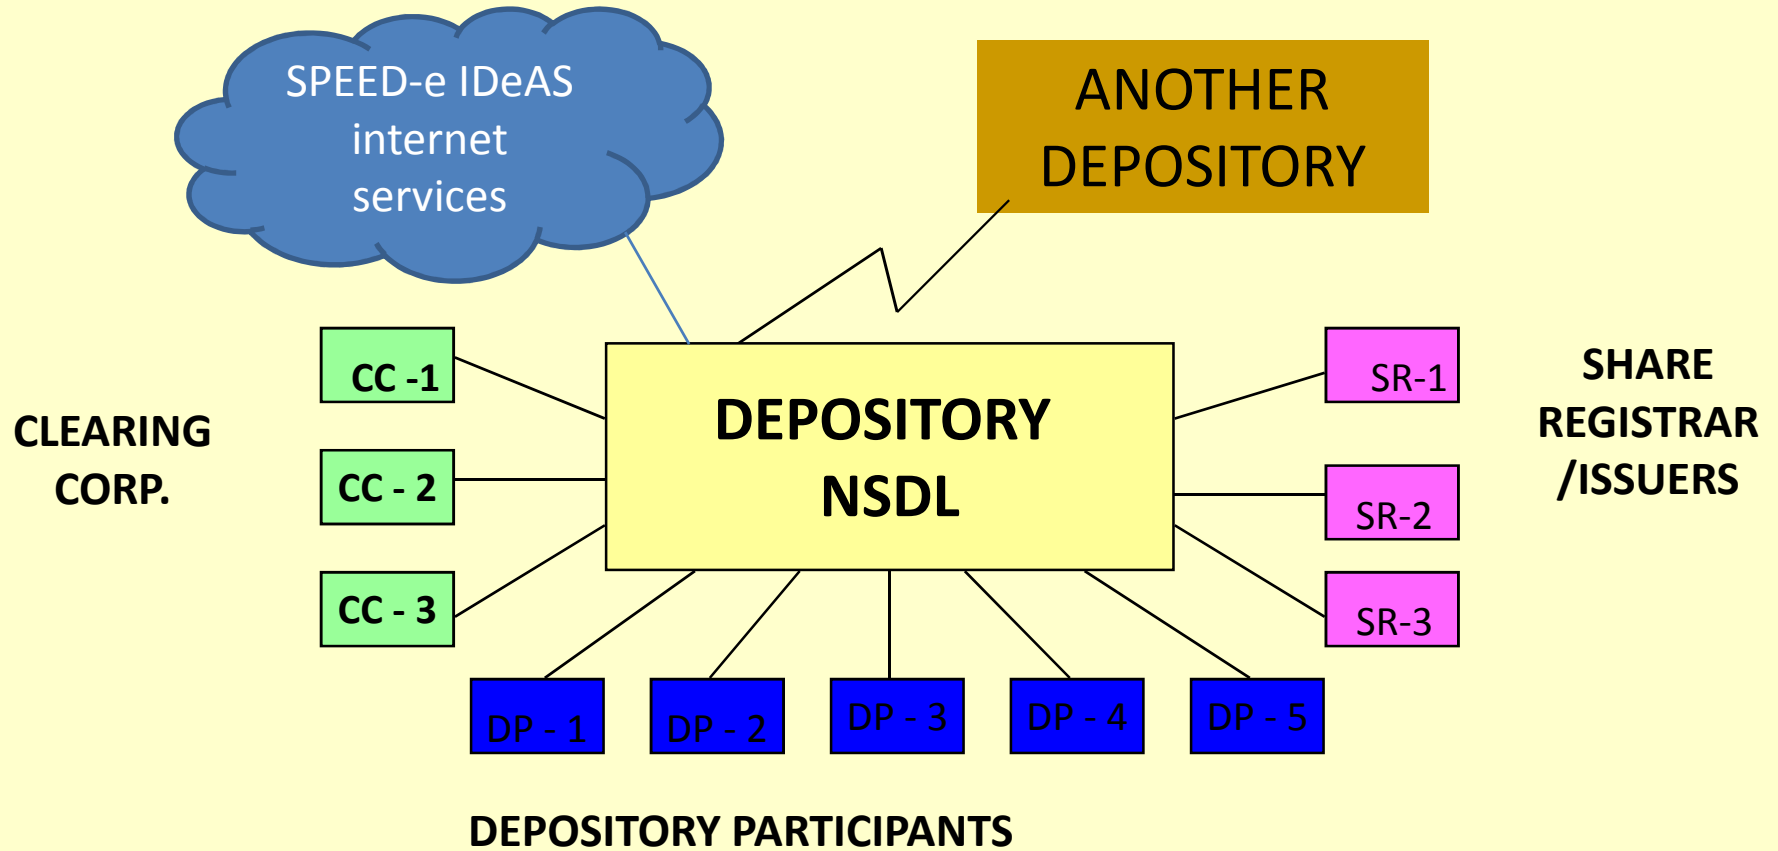 SPEED-e IDeAS
internet
services
ANOTHER
DEPOSITORY
CLEARING
CORP.
CC -1
CC - 2
CC - 3
DEPOSITORY
NSDL
SR-1
SR-2
SR-3
SHARE
REGISTRAR
/ISSUERS
DP - 1
DP - 2
DP - 3
DP - 4
DP - 5
DEPOSITORY PARTICIPANTS